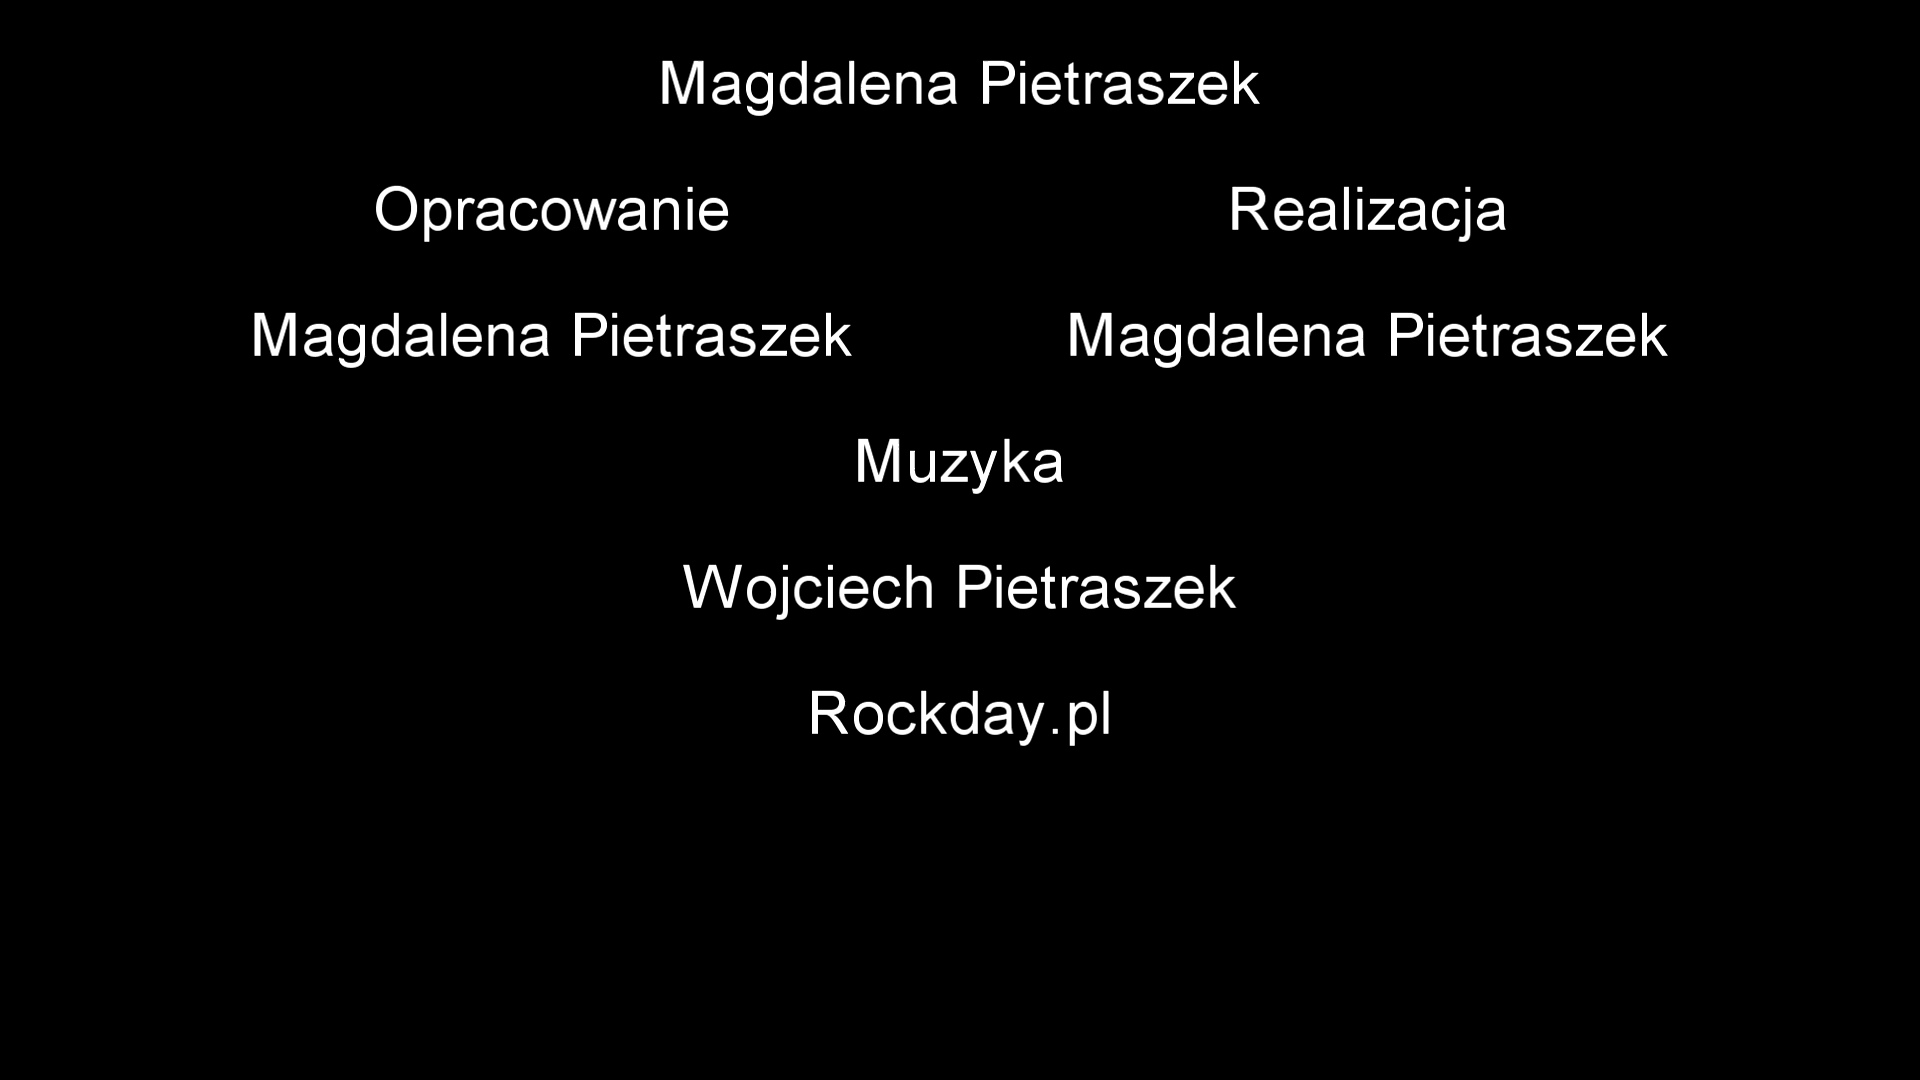 Magdalena Pietraszek
Opracowanie Realizacja
Magdalena Pietraszek Magdalena Pietraszek
Muzyka
Wojciech Pietraszek
Rockday.pl